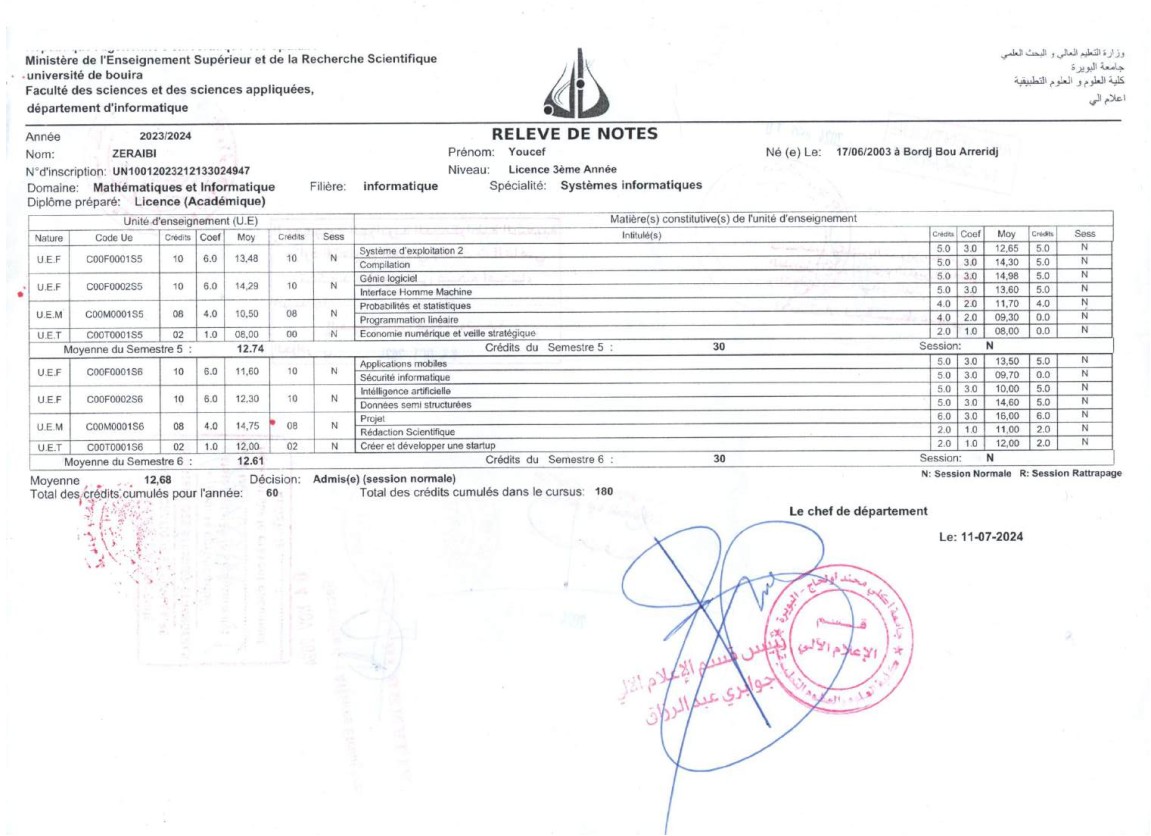 Ministère de l'Enseignement Supérieur et de la Recherche Scientifique
université de bouira
Faculté des sciences et des sciences appliquées,
département d'informatique
وزارة التعليم العالي و البحث العلمي
جامعة البويرة
كلية العلوم و العلوم التطبيقية
اعلام الي
RELEVE DE NOTES
Année 2023/2024
Nom: ZERAIBI Prénom: Youcef Né (e) Le: 17/06/2003 à Bordj Bou Arreridj
N°d'inscription: UN10012023212133024947 Niveau: Licence 3ème Année
Domaine: Mathématiques et Informatique Filière: informatique Spécialité: Systèmes informatiques
Diplôme préparé: Licence (Académique)
Unité d'enseignement (U.E) Matière(s) constitutive(s) de l'unité d'enseignement
Nature Code Ue Crédits Coef Moy Crédits Sess Intitulé(s) Crédits Coef Moy Crédits Sess
U.E.F C00F0001S5 10 6.0 13,48 10 N Système d'exploitation 2 5.0 3.0 12,65 5.0 N
Compilation 5.0 3.0 14,30 5.0 N
U.E.F C00F0002S5 10 6.0 14,29 10 N Génie logiciel 5.0 3.0 14,98 5.0 N
Interface Homme Machine 5.0 3.0 13,60 5.0 N
U.E.M C00M0001S5 08 4.0 10,50 08 N Probabilités et statistiques 4.0 2.0 11,70 4.0 N
Programmation linéaire 4.0 2.0 09,30 0.0 N
U.E.T C00T0001S5 02 1.0 08,00 00 N Economie numérique et veille stratégique 2.0 1.0 08,00 0.0 N
Moyenne du Semestre 5 : 12.74 Crédits du Semestre 5 : 30 Session: N
U.E.F C00F0001S6 10 6.0 11,60 10 N Applications mobiles 5.0 3.0 13,50 5.0 N
Sécurité informatique 5.0 3.0 09,70 0.0 N
U.E.F C00F0002S6 10 6.0 12,30 10 N Intélligence artificielle 5.0 3.0 10,00 5.0 N
Données semi structurées 5.0 3.0 14,60 5.0 N
U.E.M C00M0001S6 08 4.0 14,75 08 N Projet 6.0 3.0 16,00 6.0 N
Rédaction Scientifique 2.0 1.0 11,00 2.0 N
U.E.T C00T0001S6 02 1.0 12,00 02 N Créer et développer une startup 2.0 1.0 12,00 2.0 N
Moyenne du Semestre 6 : 12.61 Crédits du Semestre 6 : 30 Session: N
Moyenne 12,68 Décision: Admis(e) (session normale) N: Session Normale R: Session Rattrapage
Total des crédits cumulés pour l'année: 60 Total des crédits cumulés dans le cursus: 180
Le chef de département
Le: 11-07-2024
جامعة اكلي محند اولحاج - البويرة
قسم
الإعلام الآلي
رئيس قسم الإعلام الآلي
جوابري عبد الرزاق